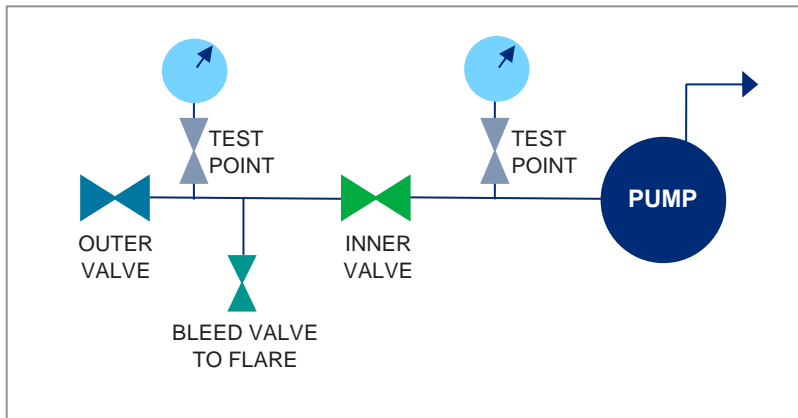 TEST
POINT
TEST
POINT
PUMP
OUTER
VALVE
INNER
VALVE
BLEED VALVE
TO FLARE